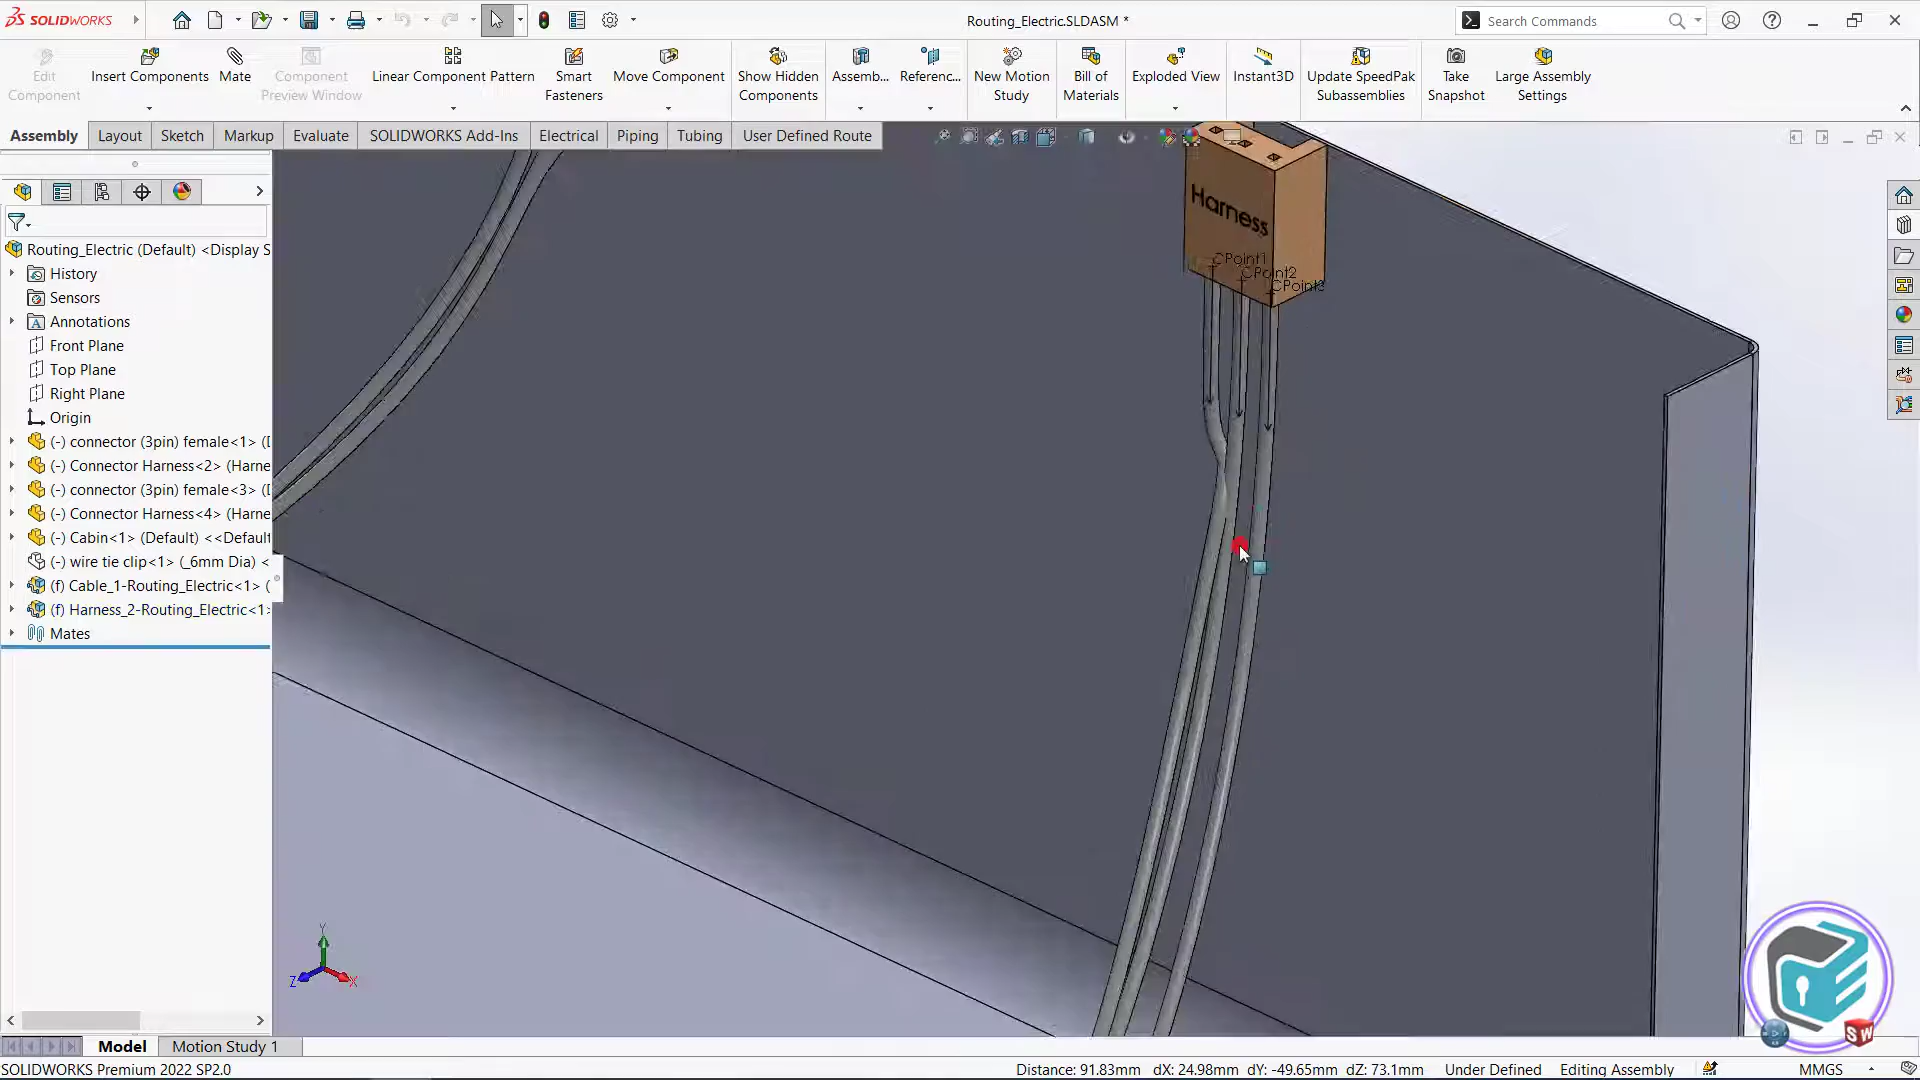 SOLIDWORKS
Routing_Electric.SLDASM *
Search Commands
Edit Component
Insert Components
Mate
Component Preview Window
Linear Component Pattern
Smart Fasteners
Move Component
Show Hidden Components
Assemb...
Referenc...
New Motion Study
Bill of Materials
Exploded View
Instant3D
Update SpeedPak Subassemblies
Take Snapshot
Large Assembly Settings
Assembly
Layout
Sketch
Markup
Evaluate
SOLIDWORKS Add-Ins
Electrical
Piping
Tubing
User Defined Route
Routing_Electric (Default) <Display S
History
Sensors
Annotations
Front Plane
Top Plane
Right Plane
Origin
(-) connector (3pin) female<1> ([
(-) Connector Harness<2> (Harne
(-) connector (3pin) female<3> ([
(-) Connector Harness<4> (Harne
(-) Cabin<1> (Default) <<Default
(-) wire tie clip<1> (_6mm Dia) <
(f) Cable_1-Routing_Electric<1> (
(f) Harness_2-Routing_Electric<1>
Mates
Harness
CPoint1
CPoint2
CPoint3
Y
Z
X
SW
Model
Motion Study 1
SOLIDWORKS Premium 2022 SP2.0
Distance: 91.83mm
dX: 24.98mm
dY: -49.65mm
dZ: 73.1mm
Under Defined
Editing Assembly
MMGS